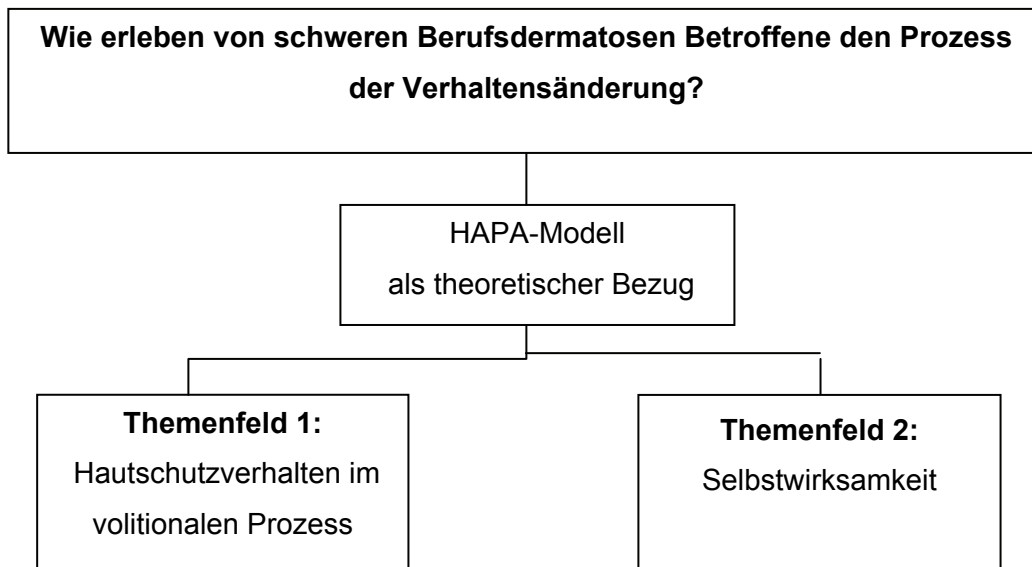 Wie erleben von schweren Berufsdermatosen Betroffene den Prozess
der Verhaltensänderung?
HAPA-Modell
als theoretischer Bezug
Themenfeld 1:
Hautschutzverhalten im
volitionalen Prozess
Themenfeld 2:
Selbstwirksamkeit